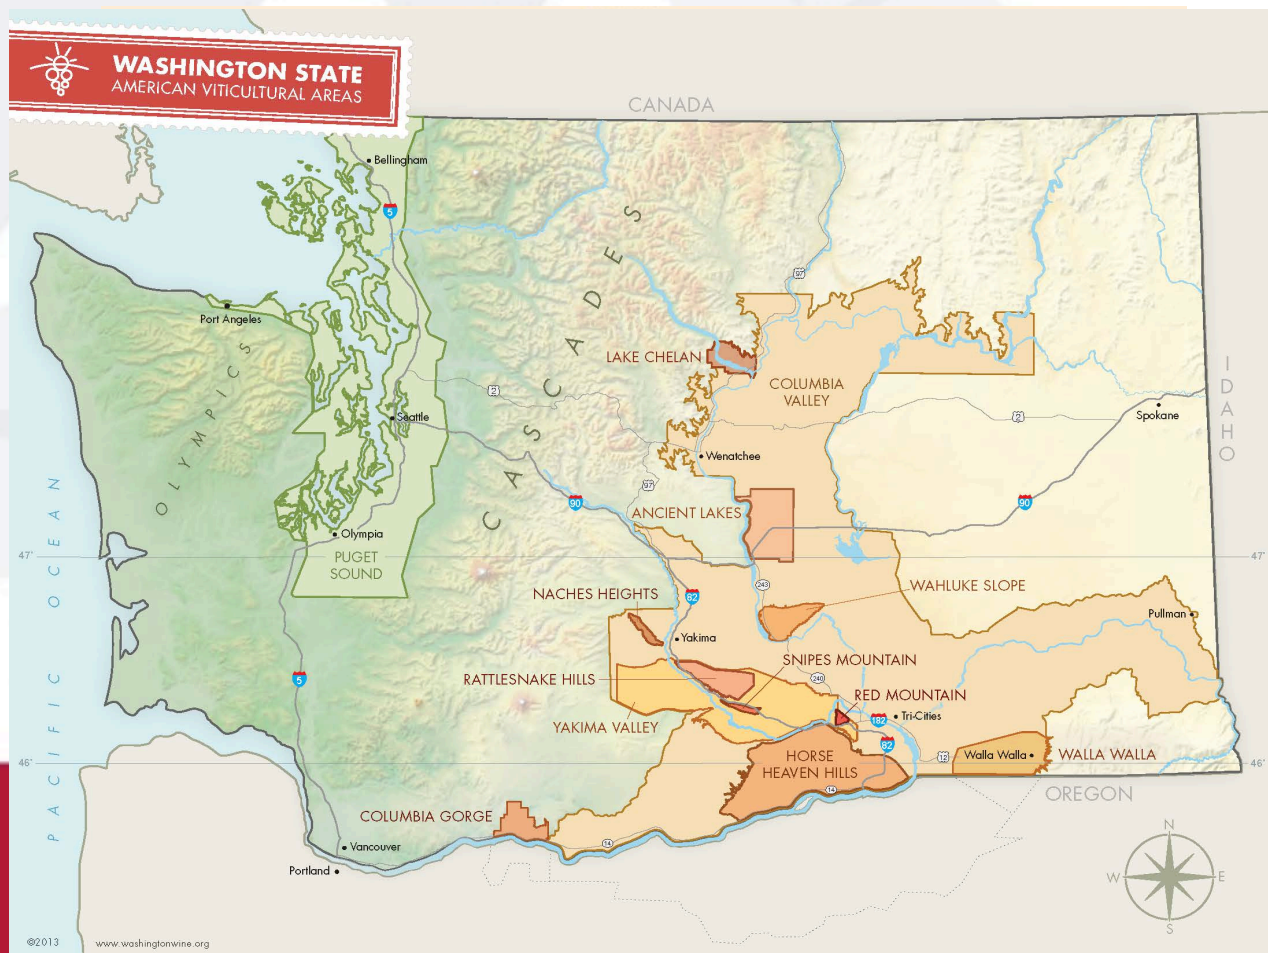 WASHINGTON STATE
AMERICAN VITICULTURAL AREAS
CANADA
Bellingham
5
97
Port Angeles
OLYMPICS
CASCADES
LAKE CHELAN
COLUMBIA
VALLEY
2
2
Seattle
Spokane
IDAHO
Wenatchee
97
90
90
ANCIENT LAKES
Olympia
PUGET
SOUND
47°
47°
PACIFIC OCEAN
82
243
NACHES HEIGHTS
WAHLUKE SLOPE
Pullman
Yakima
SNIPES MOUNTAIN
5
RATTLESNAKE HILLS
240
RED MOUNTAIN
YAKIMA VALLEY
182
Tri-Cities
82
HORSE
HEAVEN HILLS
12
Walla Walla
WALLA WALLA
46°
46°
14
OREGON
COLUMBIA GORGE
14
Vancouver
Portland
N
W
E
S
©2013
www.washingtonwine.org